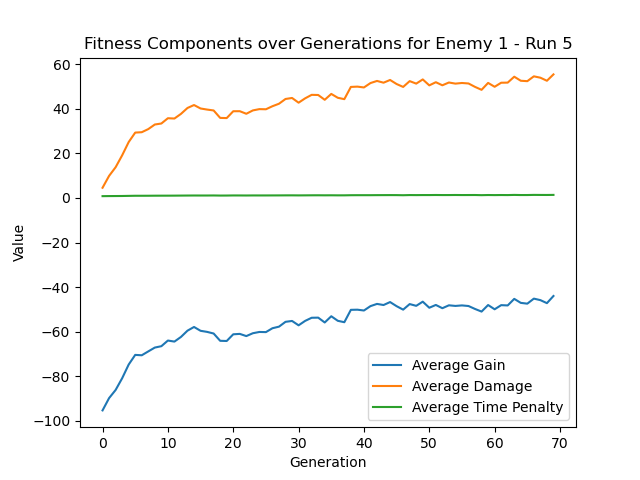 Fitness Components over Generations for Enemy 1 - Run 5
60
40
20
0
−20
−40
−60
−80
−100
Value
0 10 20 30 40 50 60 70
Generation
Average Gain
Average Damage
Average Time Penalty